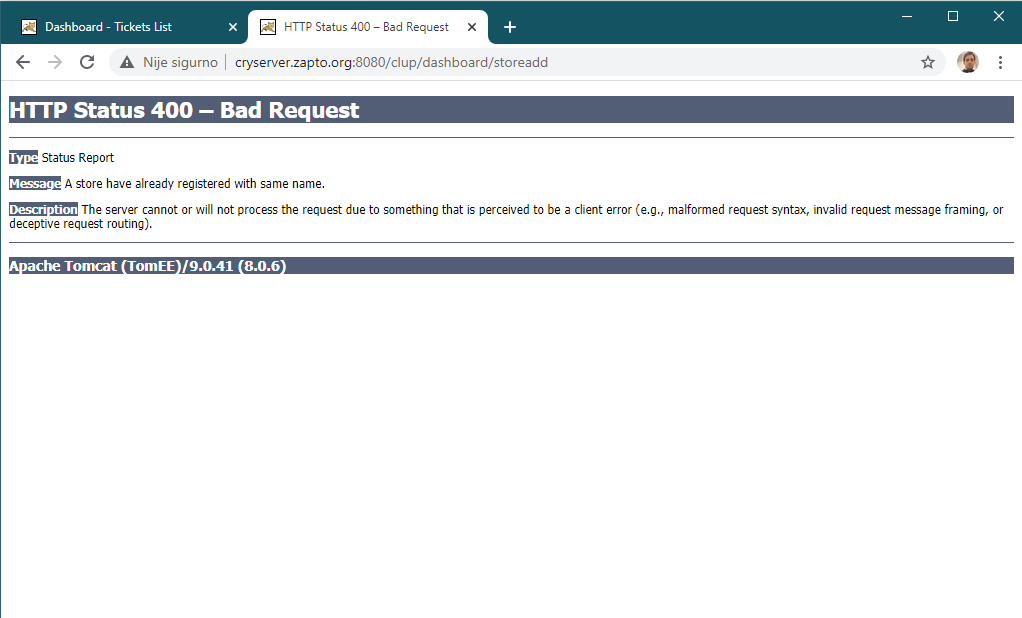 Dashboard - Tickets List
HTTP Status 400 – Bad Request
Nije sigurno
cryserver.zapto.org:8080/clup/dashboard/storeadd
HTTP Status 400 – Bad Request
Type Status Report
Message A store have already registered with same name.
Description The server cannot or will not process the request due to something that is perceived to be a client error (e.g., malformed request syntax, invalid request message framing, or
deceptive request routing).
Apache Tomcat (TomEE)/9.0.41 (8.0.6)